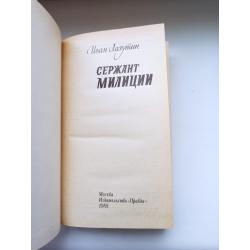 Иван Лазутин
СЕРЖАНТ
МИЛИЦИИ
Москва
Издательство «Правда»